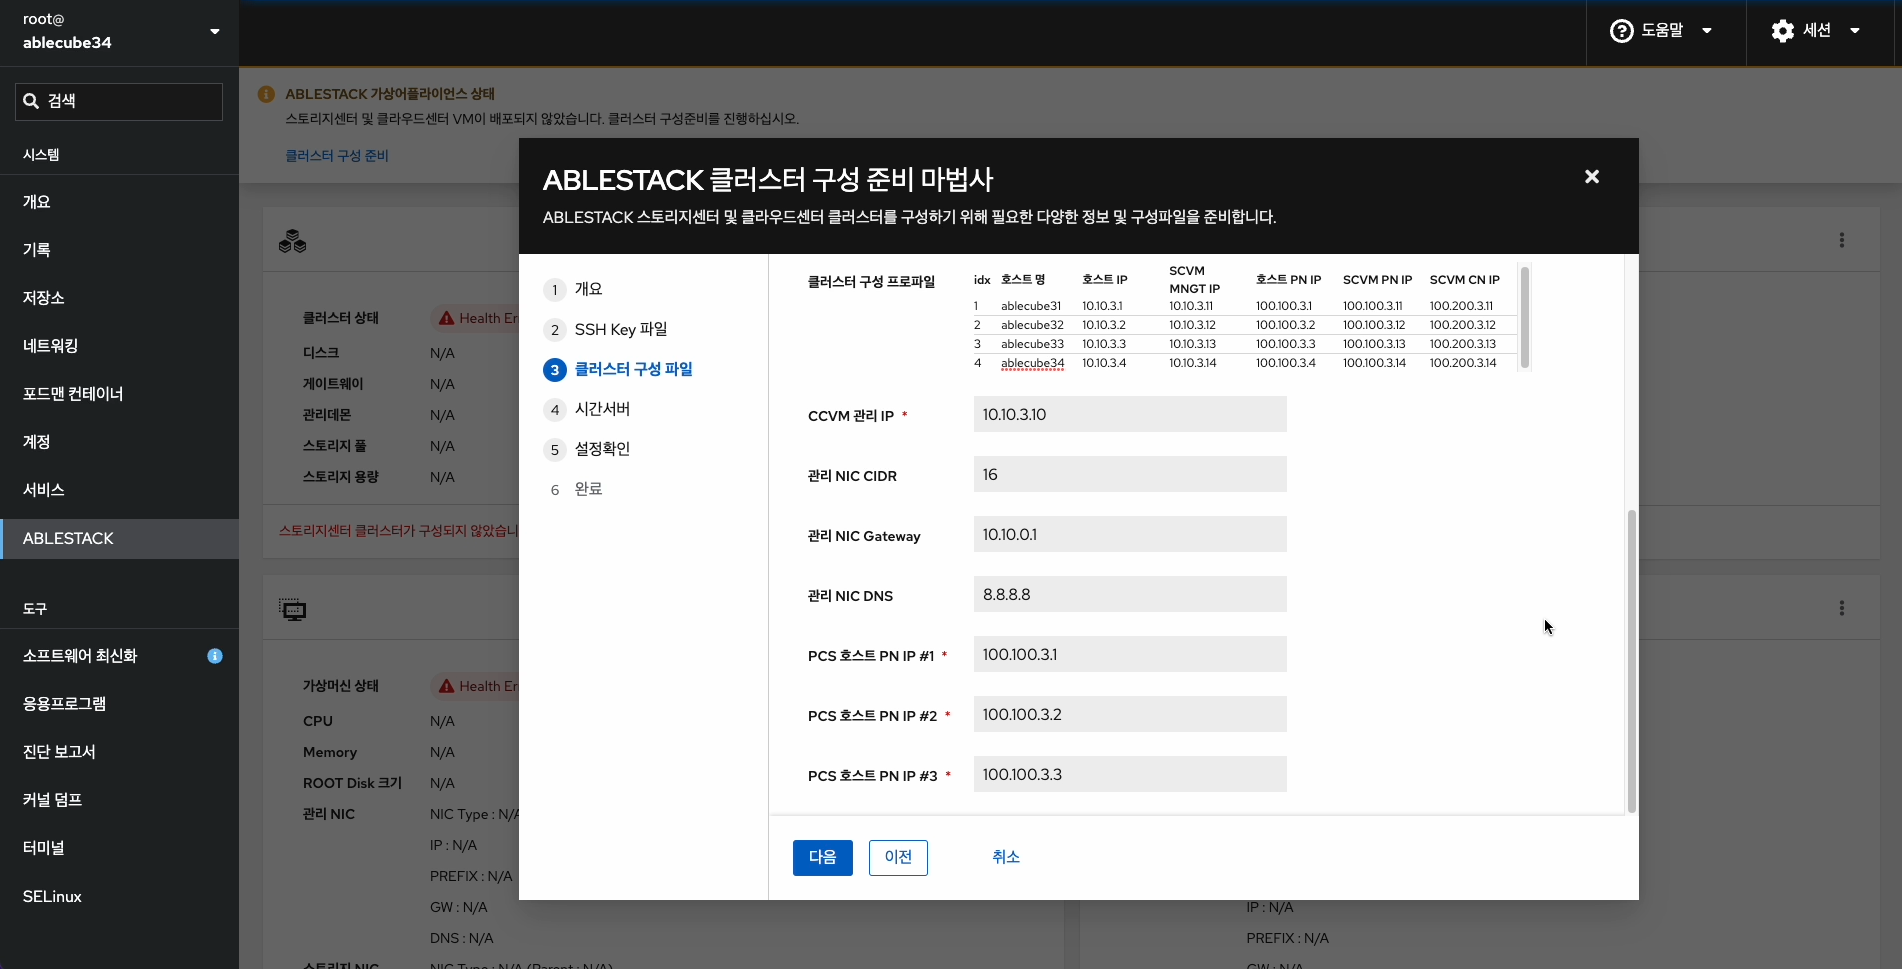 root@
ablecube34
도움말
세션
검색
시스템
개요
기록
저장소
네트워킹
포드맨 컨테이너
계정
서비스
ABLESTACK
도구
소프트웨어 최신화
응용프로그램
진단 보고서
커널 덤프
터미널
SELinux
ABLESTACK 가상어플라이언스 상태
스토리지센터 및 클라우드센터 VM이 배포되지 않았습니다. 클러스터 구성준비를 진행하십시오.
클러스터 구성 준비
클러스터 상태 Health Er
디스크 N/A
게이트웨이 N/A
관리데몬 N/A
스토리지 풀 N/A
스토리지 용량 N/A
스토리지센터 클러스터가 구성되지 않았습니
가상머신 상태 Health Er
CPU N/A
Memory N/A
ROOT Disk 크기 N/A
관리 NIC NIC Type : N/A
IP : N/A
PREFIX : N/A
GW : N/A
DNS : N/A
스토리지 NIC NIC Type : N/A (Parent : N/A)
IP : N/A
PREFIX : N/A
GW : N/A
ABLESTACK 클러스터 구성 준비 마법사
ABLESTACK 스토리지센터 및 클라우드센터 클러스터를 구성하기 위해 필요한 다양한 정보 및 구성파일을 준비합니다.
1 개요
2 SSH Key 파일
3 클러스터 구성 파일
4 시간서버
5 설정확인
6 완료
클러스터 구성 프로파일
idx 호스트 명 호스트 IP SCVM MNGT IP 호스트 PN IP SCVM PN IP SCVM CN IP
1 ablecube31 10.10.3.1 10.10.3.11 100.100.3.1 100.100.3.11 100.200.3.11
2 ablecube32 10.10.3.2 10.10.3.12 100.100.3.2 100.100.3.12 100.200.3.12
3 ablecube33 10.10.3.3 10.10.3.13 100.100.3.3 100.100.3.13 100.200.3.13
4 ablecube34 10.10.3.4 10.10.3.14 100.100.3.4 100.100.3.14 100.200.3.14
CCVM 관리 IP * 10.10.3.10
관리 NIC CIDR 16
관리 NIC Gateway 10.10.0.1
관리 NIC DNS 8.8.8.8
PCS 호스트 PN IP #1 * 100.100.3.1
PCS 호스트 PN IP #2 * 100.100.3.2
PCS 호스트 PN IP #3 * 100.100.3.3
다음 이전 취소